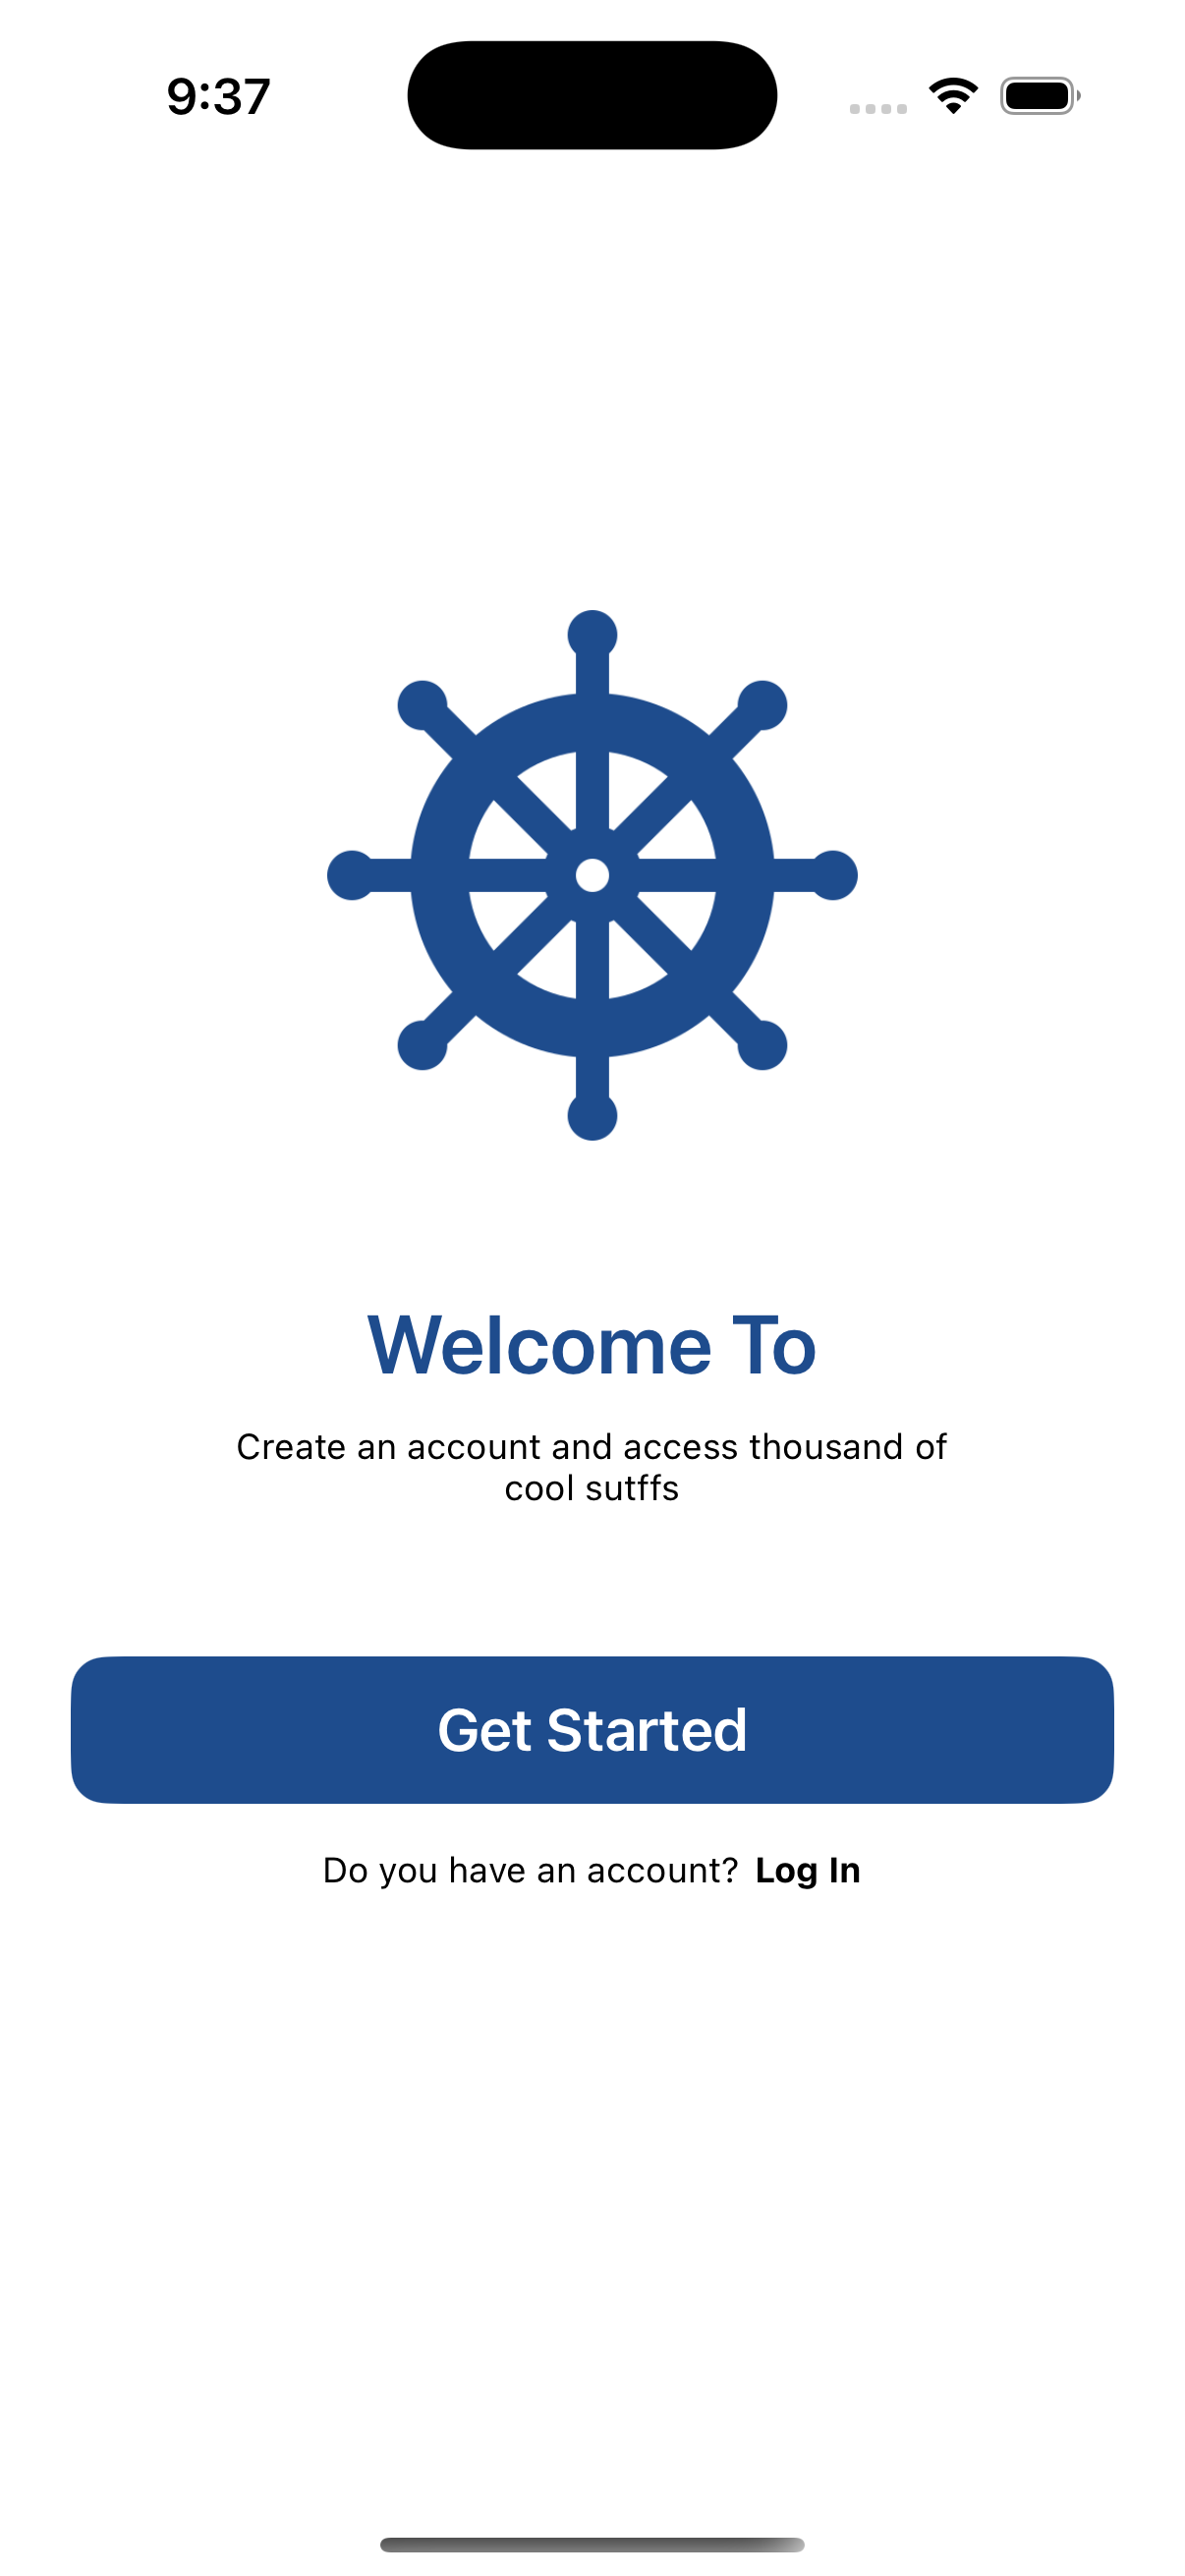 9:37
Welcome To
Create an account and access thousand of
cool sutffs
Get Started
Do you have an account? Log In